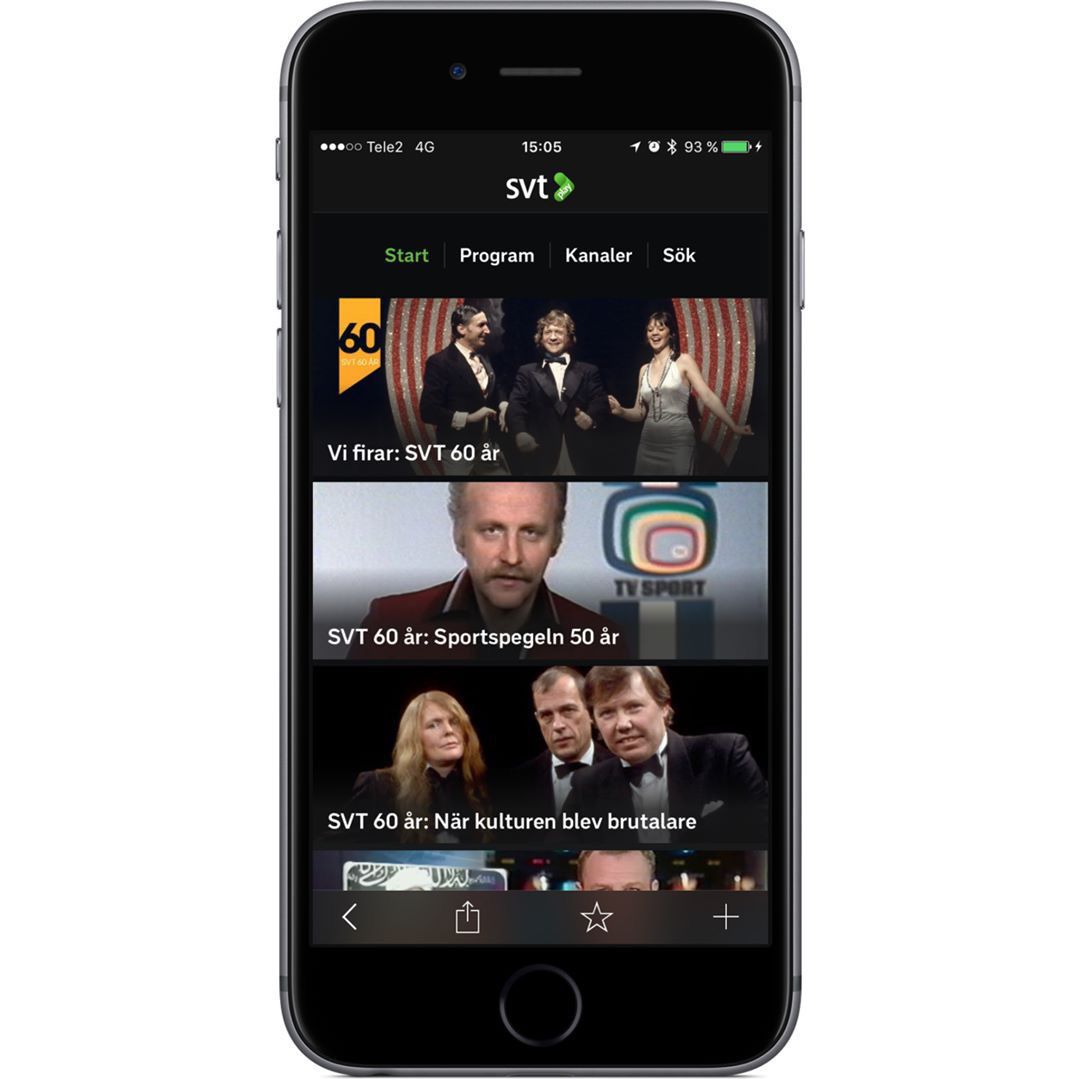 Tele2 4G 15:05 93 %
svt play
Start Program Kanaler Sök
60
SVT 60 ÅR
Vi firar: SVT 60 år
TV SPORT
SVT 60 år: Sportspegeln 50 år
SVT 60 år: När kulturen blev brutalare